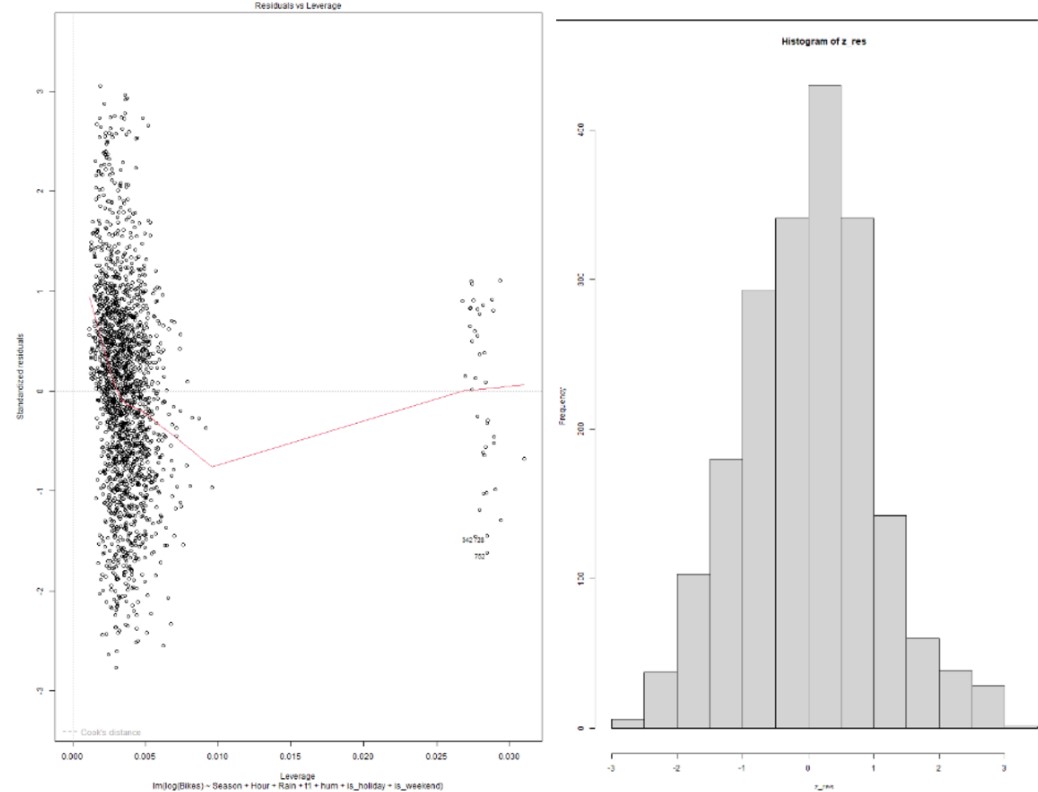 Residuals vs Leverage
Standardized residuals
3
2
1
0
-1
-2
-3
702
Cook's distance
0.000 0.005 0.010 0.015 0.020 0.025 0.030
Leverage
lm(log(Bikes) ~ Season + Hour + Rain + t1 + hum + is_holiday + is_weekend)
Histogram of z_res
Frequency
400
300
200
100
0
-3 -2 -1 0 1 2 3
z_res